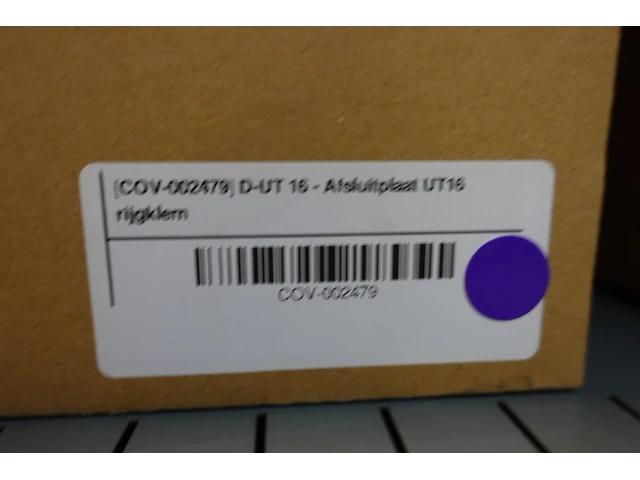 [COV-002479] D-UT 16 - Afsluitplaat UT16
rijgklem
COV-002479